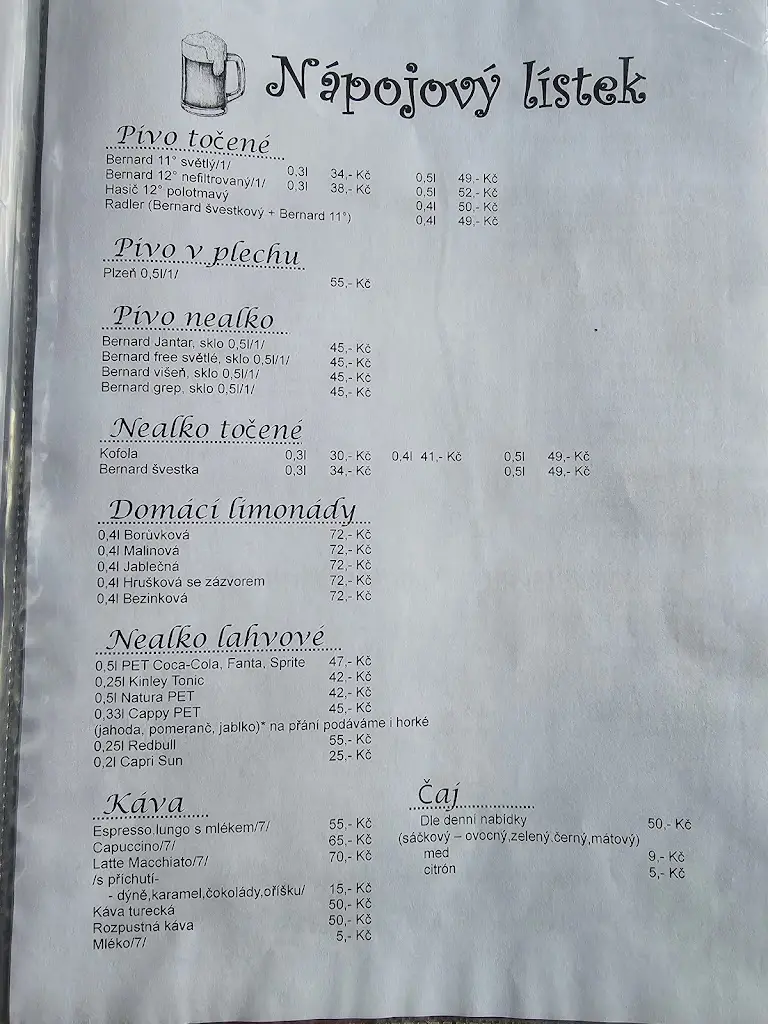 Nápojový lístek
Pivo točené
Bernard 11° světlý/1/ 0,3l 34,- Kč 0,5l 49,- Kč
Bernard 12° nefiltrovaný/1/ 0,3l 38,- Kč 0,5l 52,- Kč
Hasič 12° polotmavý 0,4l 50,- Kč
Radler (Bernard švestkový + Bernard 11°) 0,4l 49,- Kč
Pivo v plechu
Plzeň 0,5l/1/ 55,- Kč
Pivo nealko
Bernard Jantar, sklo 0,5l/1/ 45,- Kč
Bernard free světlé, sklo 0,5l/1/ 45,- Kč
Bernard višeň, sklo 0,5l/1/ 45,- Kč
Bernard grep, sklo 0,5l/1/ 45,- Kč
Nealko točené
Kofola 0,3l 30,- Kč 0,4l 41,- Kč 0,5l 49,- Kč
Bernard švestka 0,3l 34,- Kč 0,5l 49,- Kč
Domácí limonády
0,4l Borůvková 72,- Kč
0,4l Malinová 72,- Kč
0,4l Jablečná 72,- Kč
0,4l Hrušková se zázvorem 72,- Kč
0,4l Bezinková 72,- Kč
Nealko lahvové
0,5l PET Coca-Cola, Fanta, Sprite 47,- Kč
0,25l Kinley Tonic 42,- Kč
0,5l Natura PET 42,- Kč
0,33l Cappy PET 45,- Kč
(jahoda, pomeranč, jablko)* na přání podáváme i horké
0,25l Redbull 55,- Kč
0,2l Capri Sun 25,- Kč
Káva
Espresso,lungo s mlékem/7/ 55,- Kč
Capuccino/7/ 65,- Kč
Latte Macchiato/7/ 70,- Kč
/s příchutí-
- dýně,karamel,čokolády,oříšku/ 15,- Kč
Káva turecká 50,- Kč
Rozpustná káva 50,- Kč
Mléko/7/ 5,- Kč
Čaj
Dle denní nabídky 50,- Kč
(sáčkový – ovocný,zelený,černý,mátový)
med 9,- Kč
citrón 5,- Kč